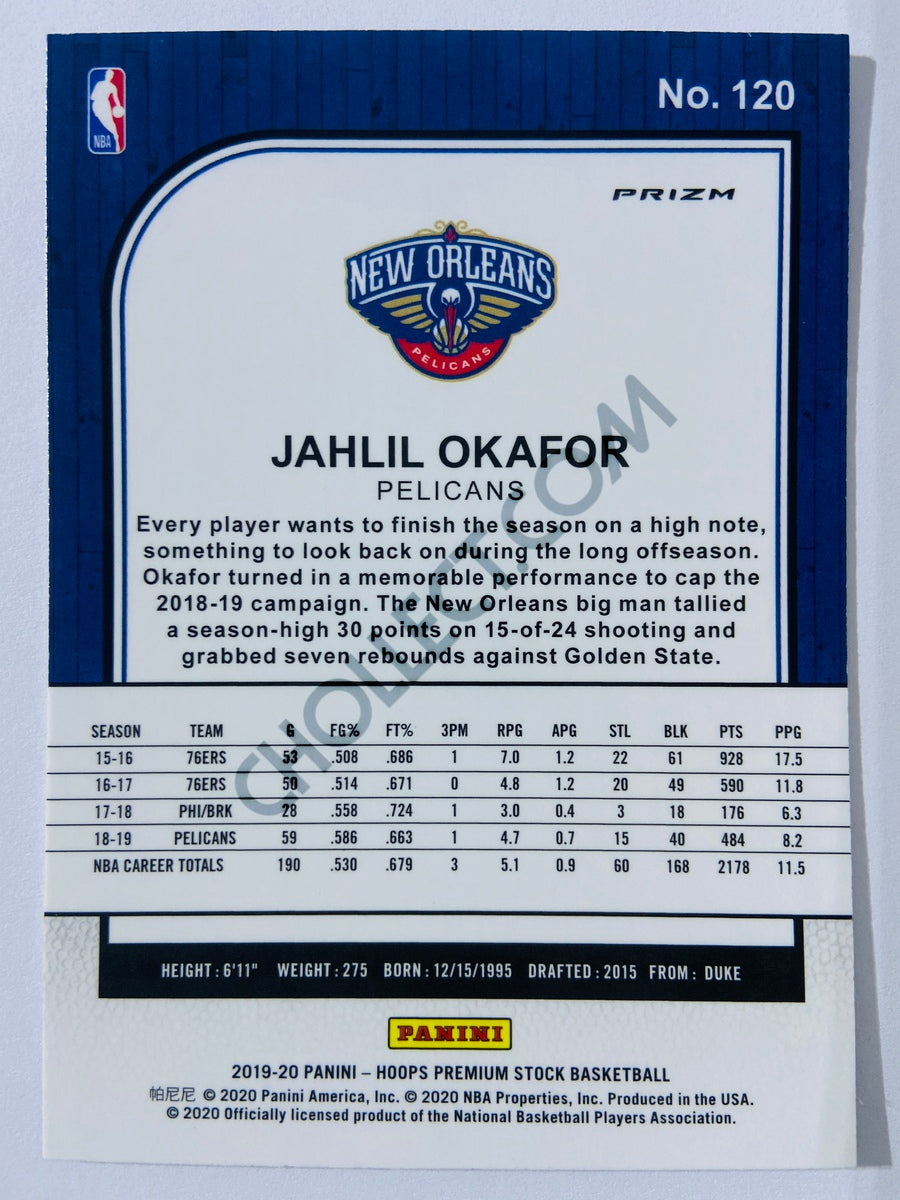 No. 120
NBA
PRIZM
NEW ORLEANS
PELICANS
JAHLIL OKAFOR
PELICANS
Every player wants to finish the season on a high note,
something to look back on during the long offseason.
Okafor turned in a memorable performance to cap the
2018-19 campaign. The New Orleans big man tallied
a season-high 30 points on 15-of-24 shooting and
grabbed seven rebounds against Golden State.
CHOLLECT.COM
SEASON TEAM G FG% FT% 3PM RPG APG STL BLK PTS PPG
15-16 76ERS 53 .508 .686 1 7.0 1.2 22 61 928 17.5
16-17 76ERS 50 .514 .671 0 4.8 1.2 20 49 590 11.8
17-18 PHI/BRK 28 .558 .724 1 3.0 0.4 3 18 176 6.3
18-19 PELICANS 59 .586 .663 1 4.7 0.7 15 40 484 8.2
NBA CAREER TOTALS 190 .530 .679 3 5.1 0.9 60 168 2178 11.5
HEIGHT: 6'11" WEIGHT: 275 BORN: 12/15/1995 DRAFTED: 2015 FROM: DUKE
PANINI
2019-20 PANINI – HOOPS PREMIUM STOCK BASKETBALL
帕尼尼 © 2020 Panini America, Inc. © 2020 NBA Properties, Inc. Produced in the USA.
© 2020 Officially licensed product of the National Basketball Players Association.